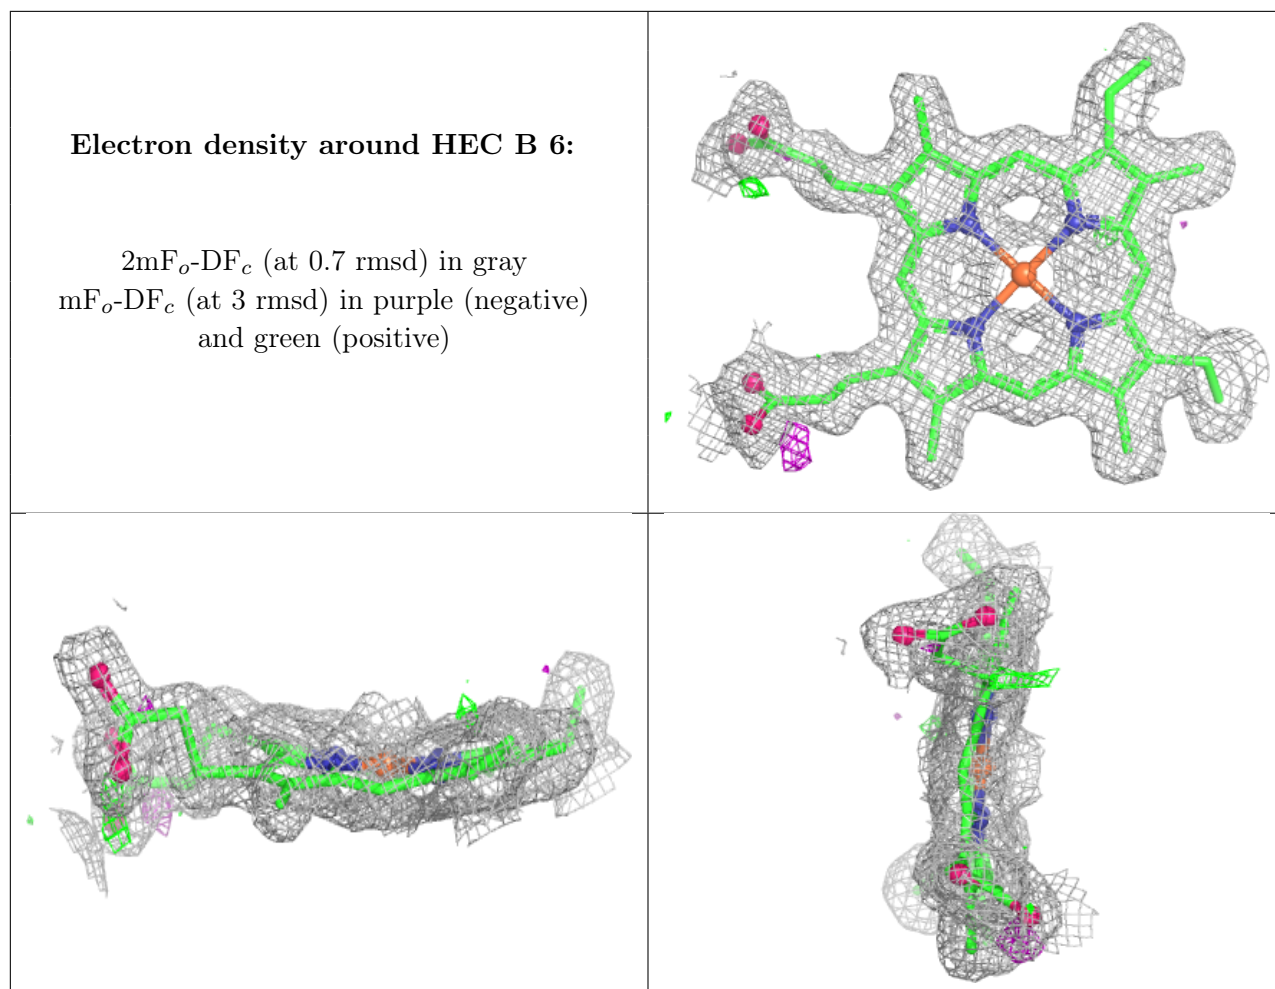 Electron density around HEC B 6:
2mFo-DFc (at 0.7 rmsd) in gray
mFo-DFc (at 3 rmsd) in purple (negative)
and green (positive)